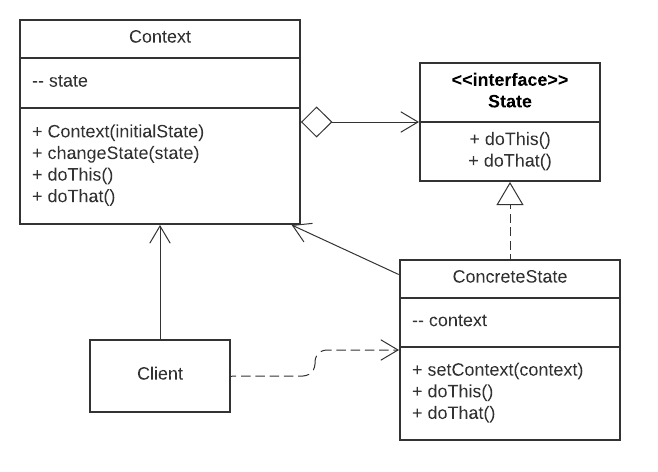 Context
-- state
+ Context(initialState)
+ changeState(state)
+ doThis()
+ doThat()
<<interface>>
State
+ doThis()
+ doThat()
ConcreteState
-- context
+ setContext(context)
+ doThis()
+ doThat()
Client